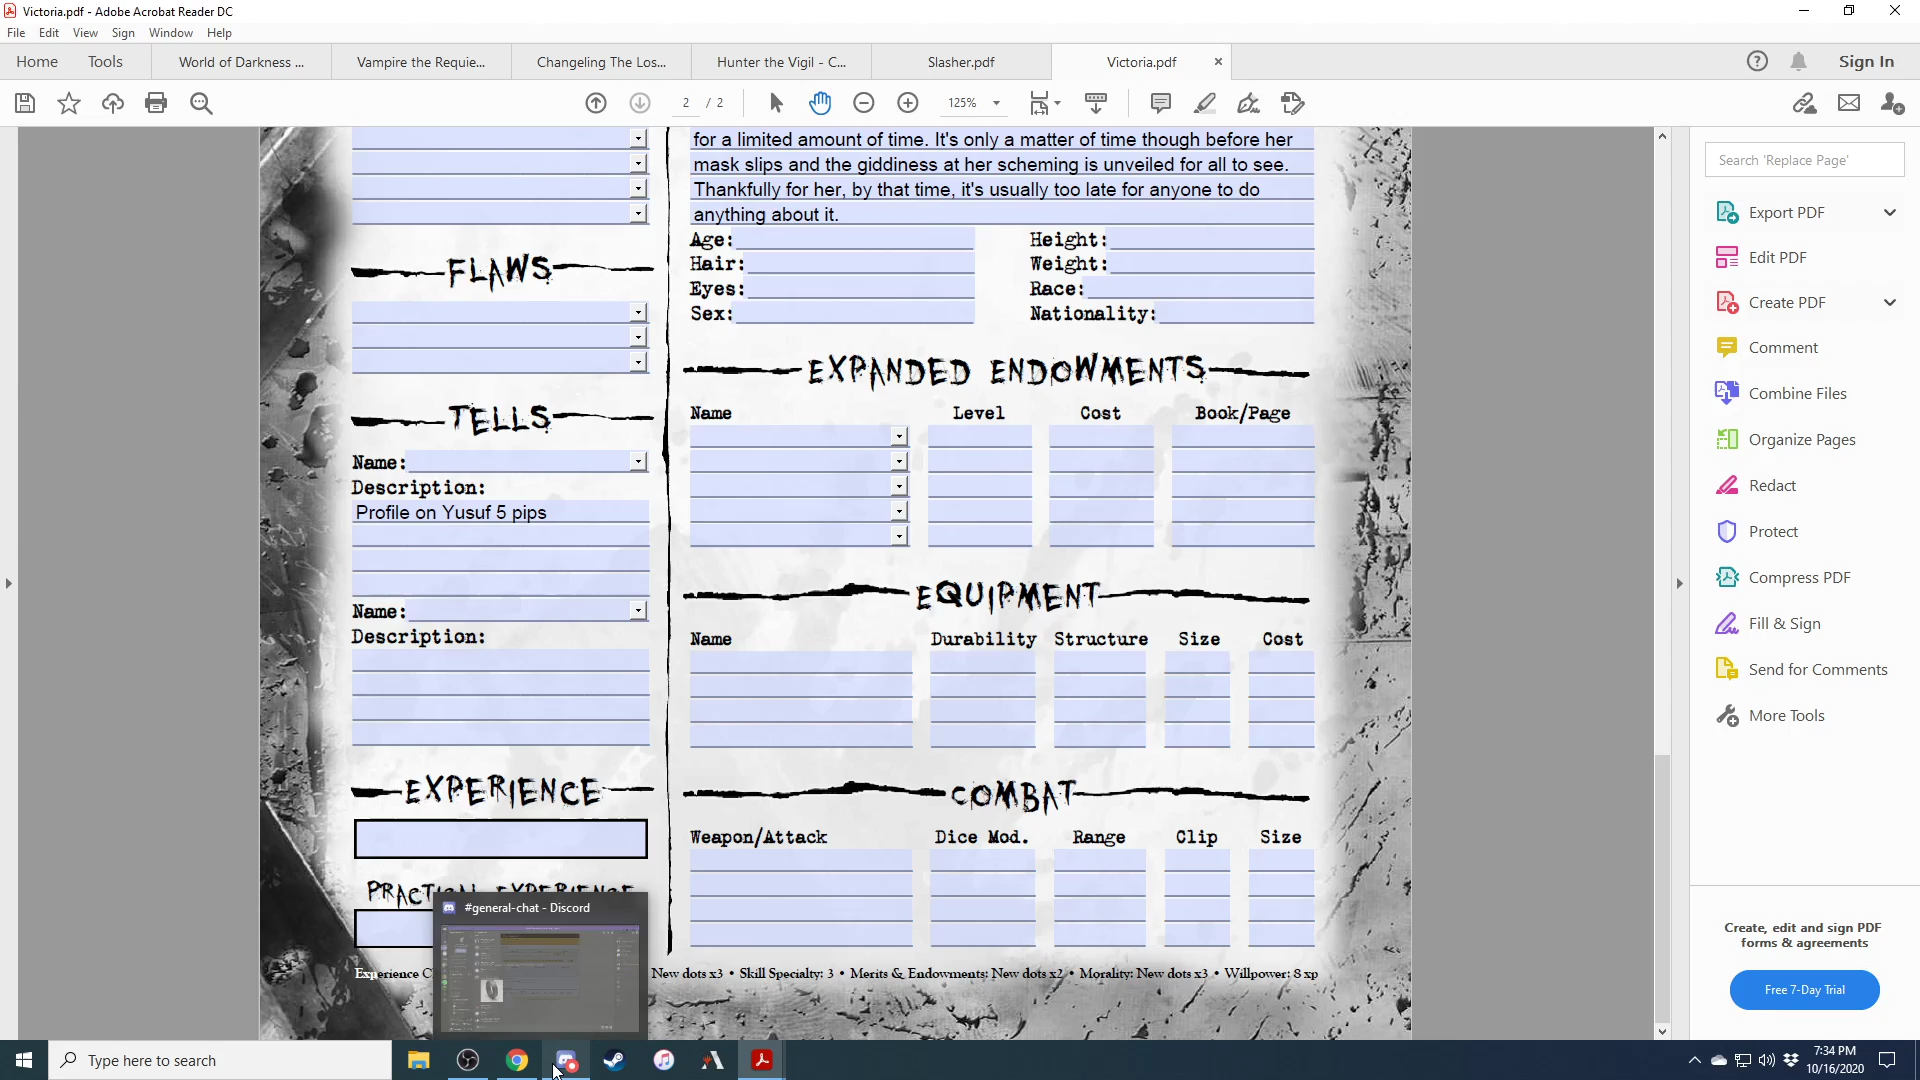 Victoria.pdf - Adobe Acrobat Reader DC
File Edit View Sign Window Help
Home Tools World of Darkness ... Vampire the Requie... Changeling The Los... Hunter the Vigil - C... Slasher.pdf Victoria.pdf × Sign In
2 / 2 125%
for a limited amount of time. It's only a matter of time though before her
mask slips and the giddiness at her scheming is unveiled for all to see.
Thankfully for her, by that time, it's usually too late for anyone to do
anything about it.
Age: Height:
Hair: Weight:
Eyes: Race:
Sex: Nationality:
FLAWS
TELLS
Name:
Description:
Profile on Yusuf 5 pips
Name:
Description:
EXPERIENCE
PRACTICAL EXPERIENCE
EXPANDED ENDOWMENTS
Name Level Cost Book/Page
EQUIPMENT
Name Durability Structure Size Cost
COMBAT
Weapon/Attack Dice Mod. Range Clip Size
Experience C
New dots x3 • Skill Specialty: 3 • Merits & Endowments: New dots x2 • Morality: New dots x3 • Willpower: 8 xp
#general-chat - Discord
Search 'Replace Page'
Export PDF
Edit PDF
Create PDF
Comment
Combine Files
Organize Pages
Redact
Protect
Compress PDF
Fill & Sign
Send for Comments
More Tools
Create, edit and sign PDF
forms & agreements
Free 7-Day Trial
Type here to search
7:34 PM
10/16/2020